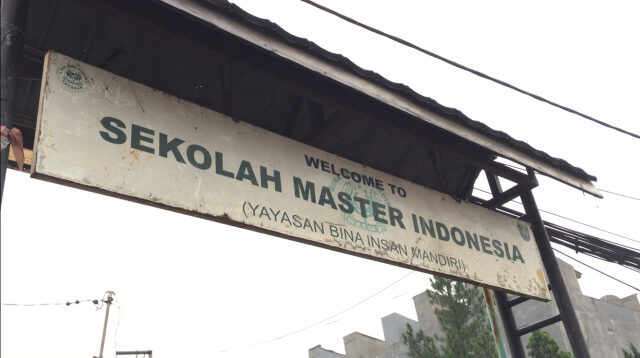 WELCOME TO
SEKOLAH MASTER INDONESIA
(YAYASAN BINA INSAN MANDIRI)